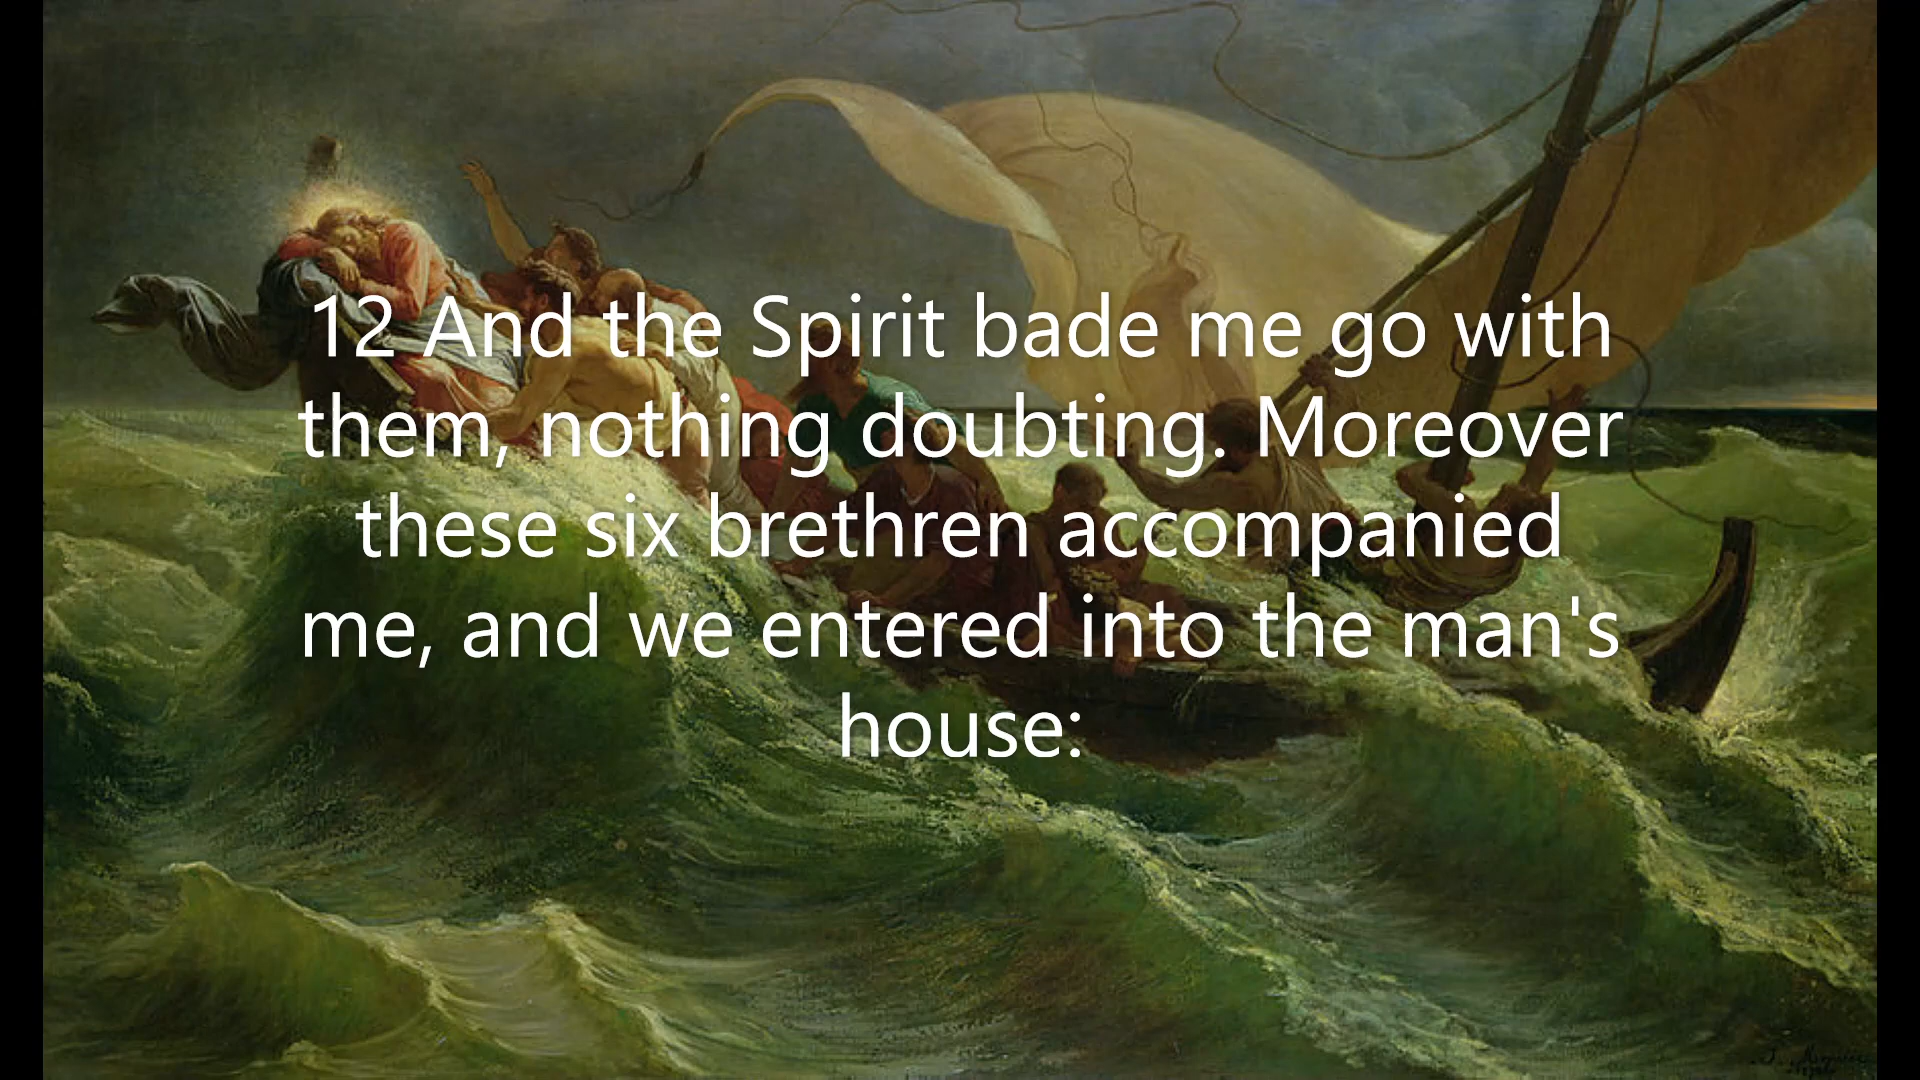 12 And the Spirit bade me go with
them, nothing doubting. Moreover
these six brethren accompanied
me, and we entered into the man's
house: